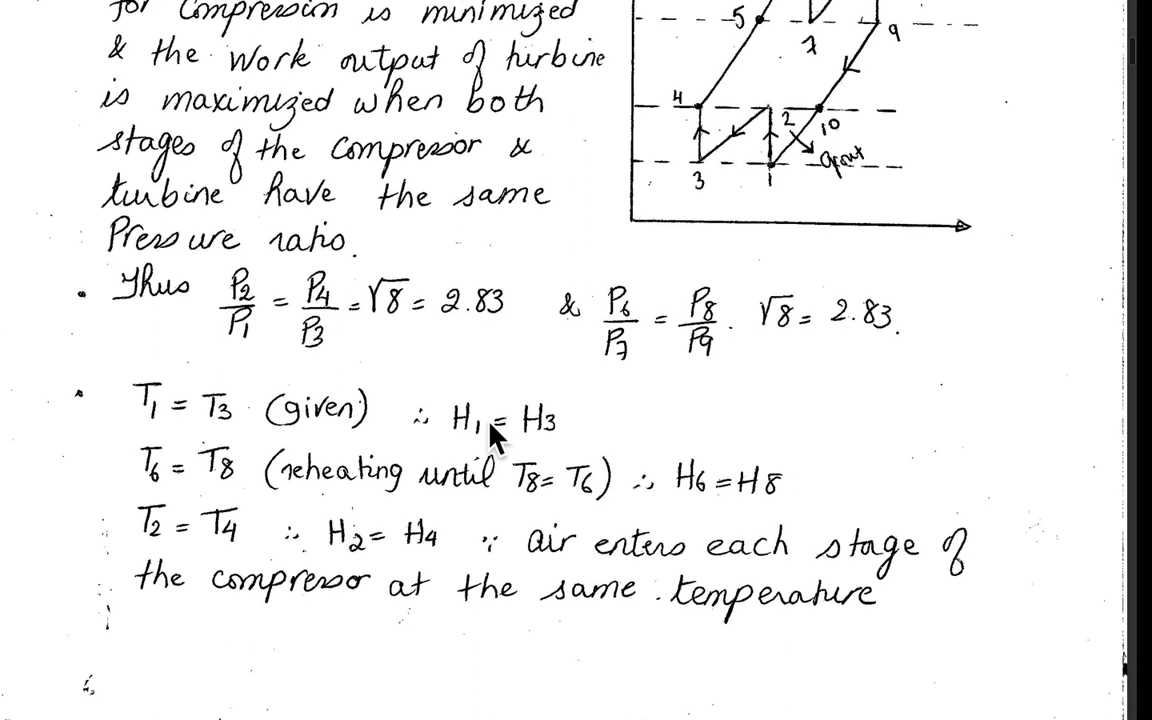 for compression is minimized
& the work output of turbine
is maximized when both
stages of the compressor &
turbine have the same
Pressure ratio.
5
7
9
4
2
10
qout
3
1
Thus P2/P1 = P4/P3 = √8 = 2.83 & P6/P7 = P8/P9 . √8 = 2.83.
T1 = T3 (given) ∴ H1 = H3
T6 = T8 (reheating until T8 = T6) ∴ H6 = H8
T2 = T4 ∴ H2 = H4 ∵ air enters each stage of
the compressor at the same temperature